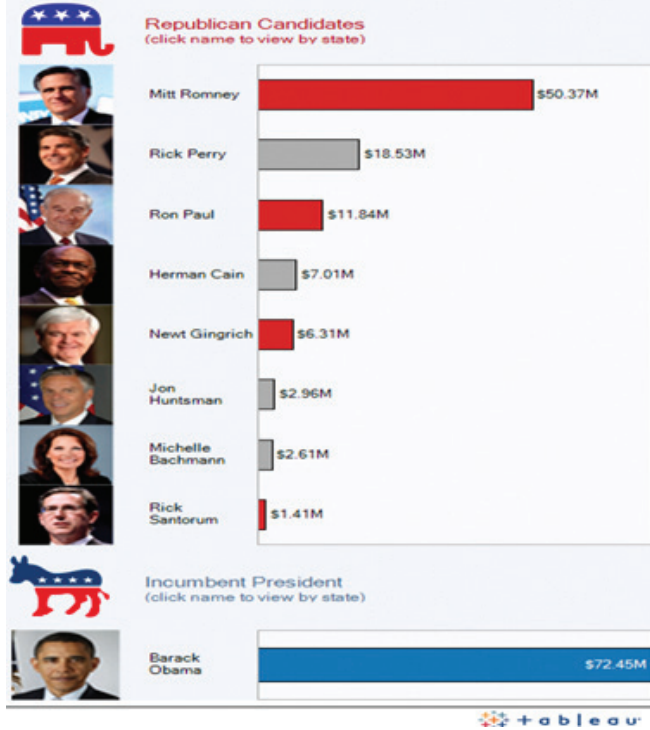 Republican Candidates
(click name to view by state)
Mitt Romney
$50.37M
Rick Perry
$18.53M
Ron Paul
$11.84M
Herman Cain
$7.01M
Newt Gingrich
$6.31M
Jon
Huntsman
$2.96M
Michelle
Bachmann
$2.61M
Rick
Santorum
$1.41M
Incumbent President
(click name to view by state)
Barack
Obama
$72.45M
tableau